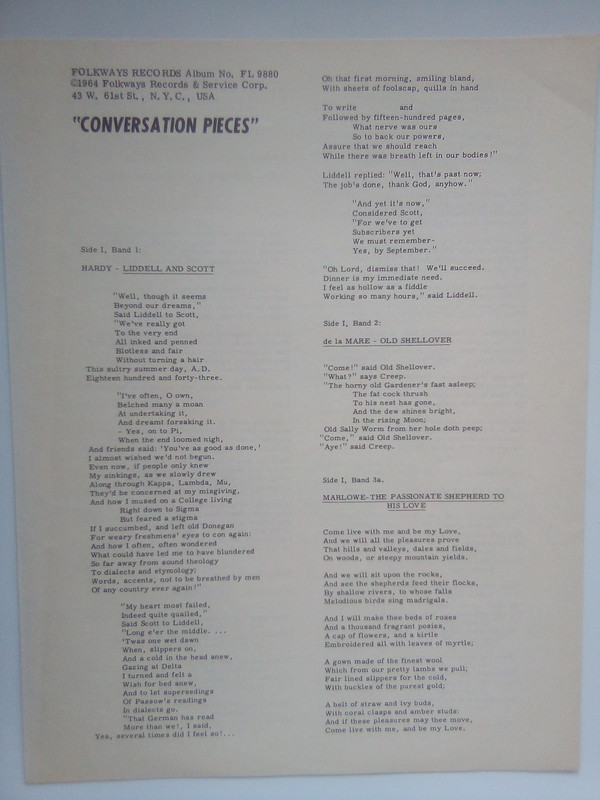 FOLKWAYS RECORDS Album No. FL 9880
©1964 Folkways Records & Service Corp.
43 W. 61st St., N.Y.C., USA
"CONVERSATION PIECES"
Side I, Band 1:
HARDY - LIDDELL AND SCOTT
"Well, though it seems
Beyond our dreams,"
Said Liddell to Scott,
"We've really got
To the very end
All inked and penned
Blotless and fair
Without turning a hair
This sultry summer day, A.D.
Eighteen hundred and forty-three.
"I've often, O own,
Belched many a moan
At undertaking it,
And dreamt forsaking it.
- Yes, on to Pi,
When the end loomed nigh,
And friends said: 'You've as good as done,'
I almost wished we'd not begun.
Even now, if people only knew
My sinkings, as we slowly drew
Along through Kappa, Lambda, Mu,
They'd be concerned at my misgiving,
And how I mused on a College living
Right down to Sigma
But feared a stigma
If I succumbed, and left old Donegan
For weary freshmens' eyes to con again:
And how I often, often wondered
What could have led me to have blundered
So far away from sound theology
To dialects and etymology;
Words, accents, not to be breathed by men
Of any country ever again!"
"My heart most failed,
Indeed quite quailed,"
Said Scott to Liddell,
"Long e'er the middle. ...
'Twas one wet dawn
When, slippers on,
And a cold in the head anew,
Gazing at Delta
I turned and felt a
Wish for bed anew,
And to let supersedings
Of Passow's readings
In dialects go.
"That German has read
More than we!, I said,
Yes, several times did I feel so!...
Oh that first morning, smiling bland,
With sheets of foolscap, quills in hand
To write and
Followed by fifteen-hundred pages,
What nerve was ours
So to back our powers,
Assure that we should reach
While there was breath left in our bodies!"
Liddell replied: "Well, that's past now;
The job's done, thank God, anyhow."
"And yet it's now,"
Considered Scott,
"For we've to get
Subscribers yet
We must remember-
Yes, by September."
"Oh Lord, dismiss that! We'll succeed.
Dinner is my immediate need.
I feel as hollow as a fiddle
Working so many hours," said Liddell.
Side I, Band 2:
de la MARE - OLD SHELLOVER
"Come!" said Old Shellover.
"What?" says Creep.
"The horny old Gardener's fast asleep;
The fat cock thrush
To his nest has gone,
And the dew shines bright,
In the rising Moon;
Old Sally Worm from her hole doth peep;
"Come," said Old Shellover.
"Aye!" said Creep.
Side I, Band 3a.
MARLOWE-THE PASSIONATE SHEPHERD TO
HIS LOVE
Come live with me and be my Love,
And we will all the pleasures prove
That hills and valleys, dales and fields,
On woods, or steepy mountain yields.
And we will sit upon the rocks,
And see the shepherds feed their flocks,
By shallow rivers, to whose falls
Melodious birds sing madrigals.
And I will make thee beds of roses
And a thousand fragrant posies,
A cap of flowers, and a kirtle
Embroidered all with leaves of myrtle;
A gown made of the finest wool
Which from our pretty lambs we pull;
Fair lined slippers for the cold,
With buckles of the purest gold;
A belt of straw and ivy buds,
With coral clasps and amber studs:
And if these pleasures may thee move,
Come live with me, and be my Love.